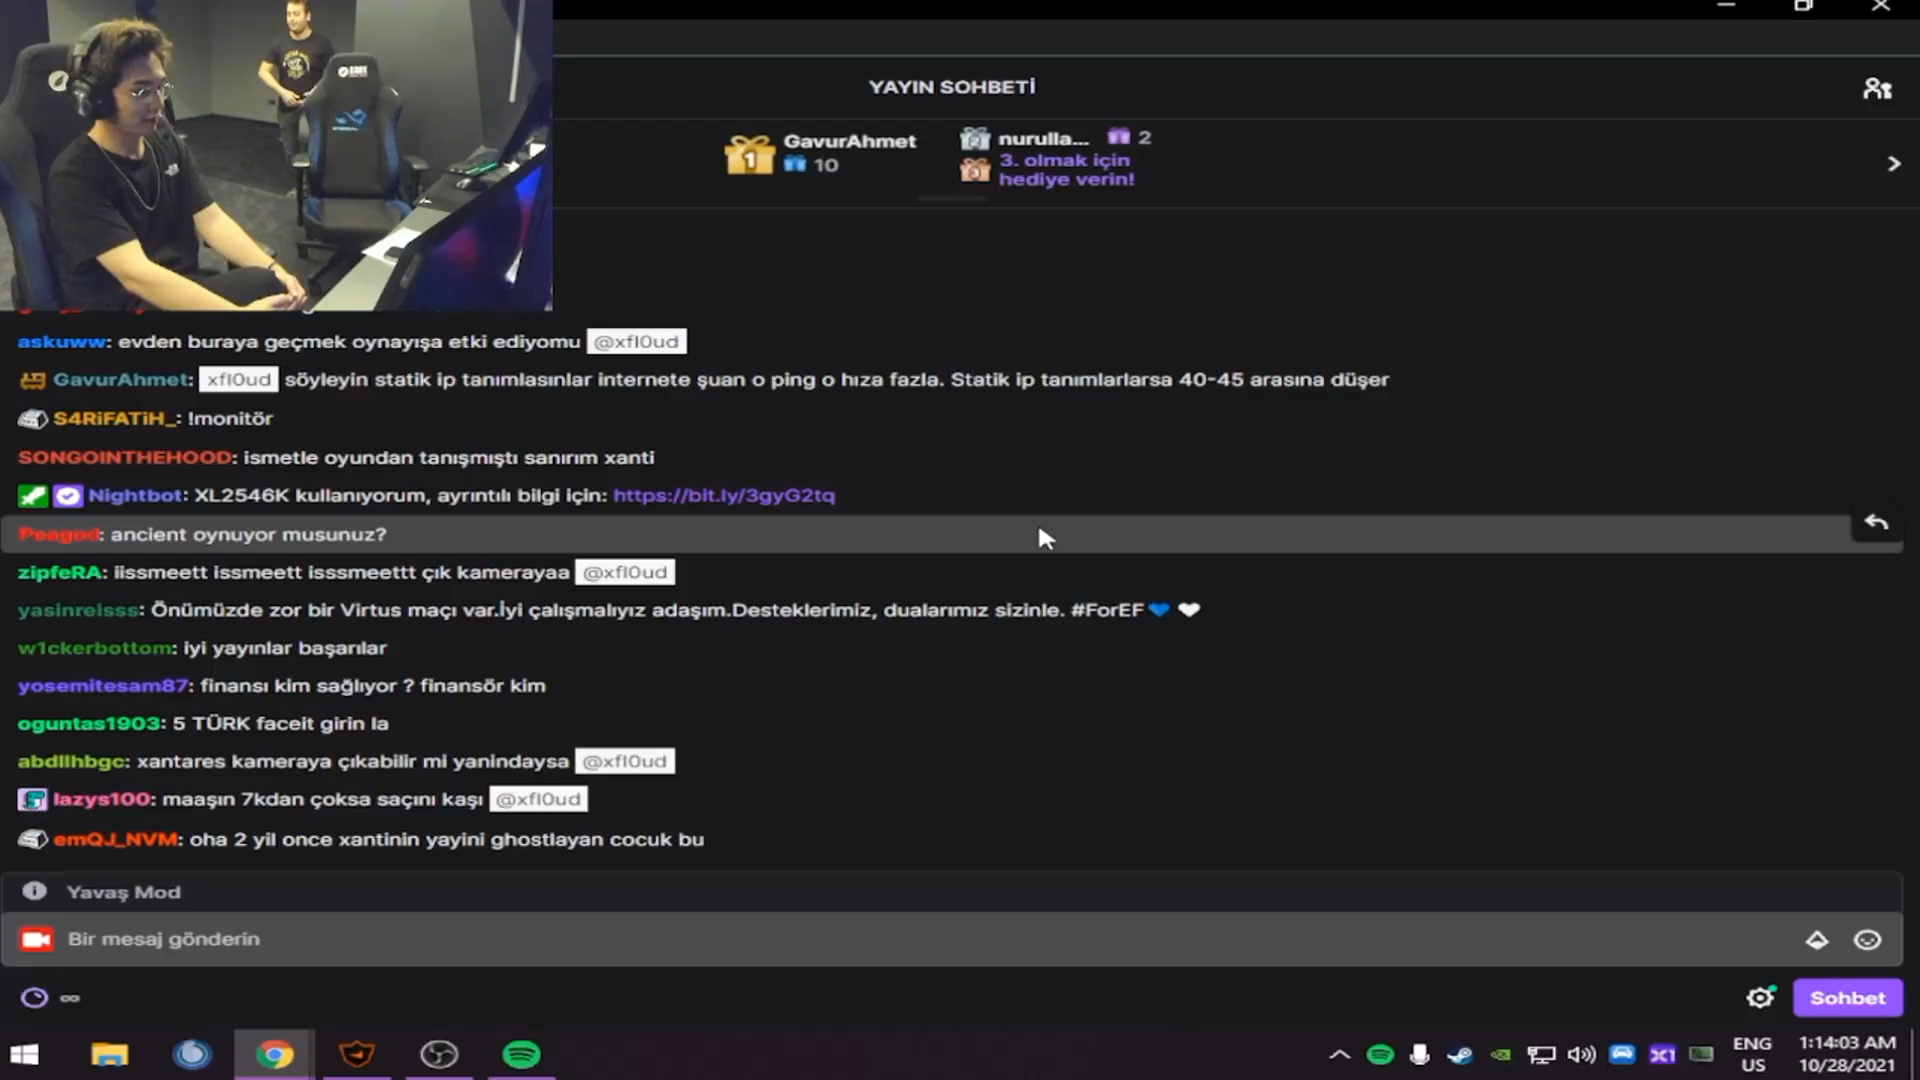 YAYIN SOHBETİ
GavurAhmet
10
nurulla... 2
3. olmak için
hediye verin!
askuww: evden buraya geçmek oynayışa etki ediyomu @xfl0ud
GavurAhmet: xfl0ud söyleyin statik ip tanımlasınlar internete şuan o ping o hıza fazla. Statik ip tanımlarlarsa 40-45 arasına düşer
S4RiFATiH_: !monitör
SONGOINTHEHOOD: ismetle oyundan tanışmıştı sanırım xanti
Nightbot: XL2546K kullanıyorum, ayrıntılı bilgi için: https://bit.ly/3gyG2tq
Peagod: ancient oynuyor musunuz?
zipfeRA: iissmeett issmeett isssmeettt çık kamerayaa @xfl0ud
yasinreisss: Önümüzde zor bir Virtus maçı var.İyi çalışmalıyız adaşım.Desteklerimiz, dualarımız sizinle. #ForEF
w1ckerbottom: iyi yayınlar başarılar
yosemitesam87: finansı kim sağlıyor ? finansör kim
oguntas1903: 5 TÜRK faceit girin la
abdllhbgc: xantares kameraya çıkabilir mi yanindaysa @xfl0ud
lazys100: maaşın 7kdan çoksa saçını kaşı @xfl0ud
emQJ_NVM: oha 2 yil once xantinin yayini ghostlayan cocuk bu
Yavaş Mod
Bir mesaj gönderin
Sohbet
ENG
US
1:14:03 AM
10/28/2021